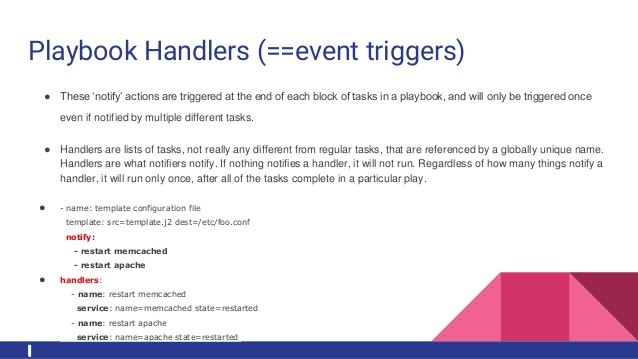 Playbook Handlers (==event triggers)
● These ‘notify’ actions are triggered at the end of each block of tasks in a playbook, and will only be triggered once
even if notified by multiple different tasks.
● Handlers are lists of tasks, not really any different from regular tasks, that are referenced by a globally unique name.
Handlers are what notifiers notify. If nothing notifies a handler, it will not run. Regardless of how many things notify a
handler, it will run only once, after all of the tasks complete in a particular play.
● - name: template configuration file
template: src=template.j2 dest=/etc/foo.conf
notify:
- restart memcached
- restart apache
● handlers:
- name: restart memcached
service: name=memcached state=restarted
- name: restart apache
service: name=apache state=restarted